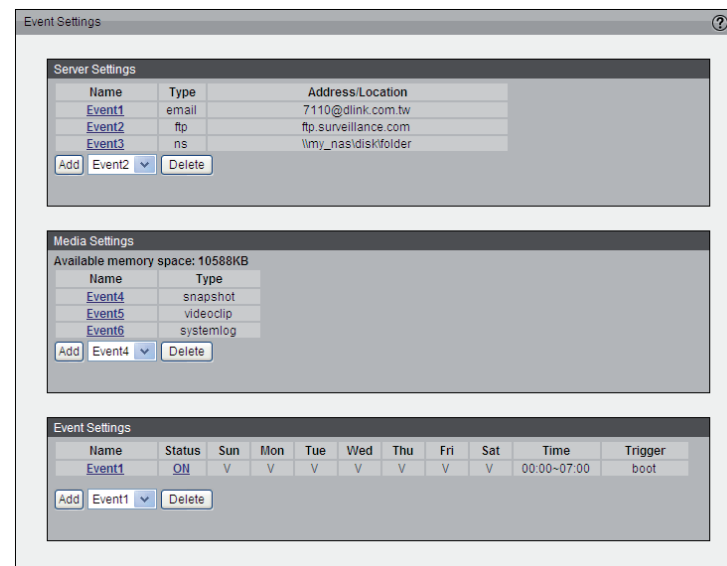 Event Settings ?
Server Settings
Name Type Address/Location
Event1 email 7110@dlink.com.tw
Event2 ftp ftp.surveillance.com
Event3 ns \\my_nas\disk\folder
Add Event2 Delete
Media Settings
Available memory space: 10588KB
Name Type
Event4 snapshot
Event5 videoclip
Event6 systemlog
Add Event4 Delete
Event Settings
Name Status Sun Mon Tue Wed Thu Fri Sat Time Trigger
Event1 ON V V V V V V V 00:00~07:00 boot
Add Event1 Delete